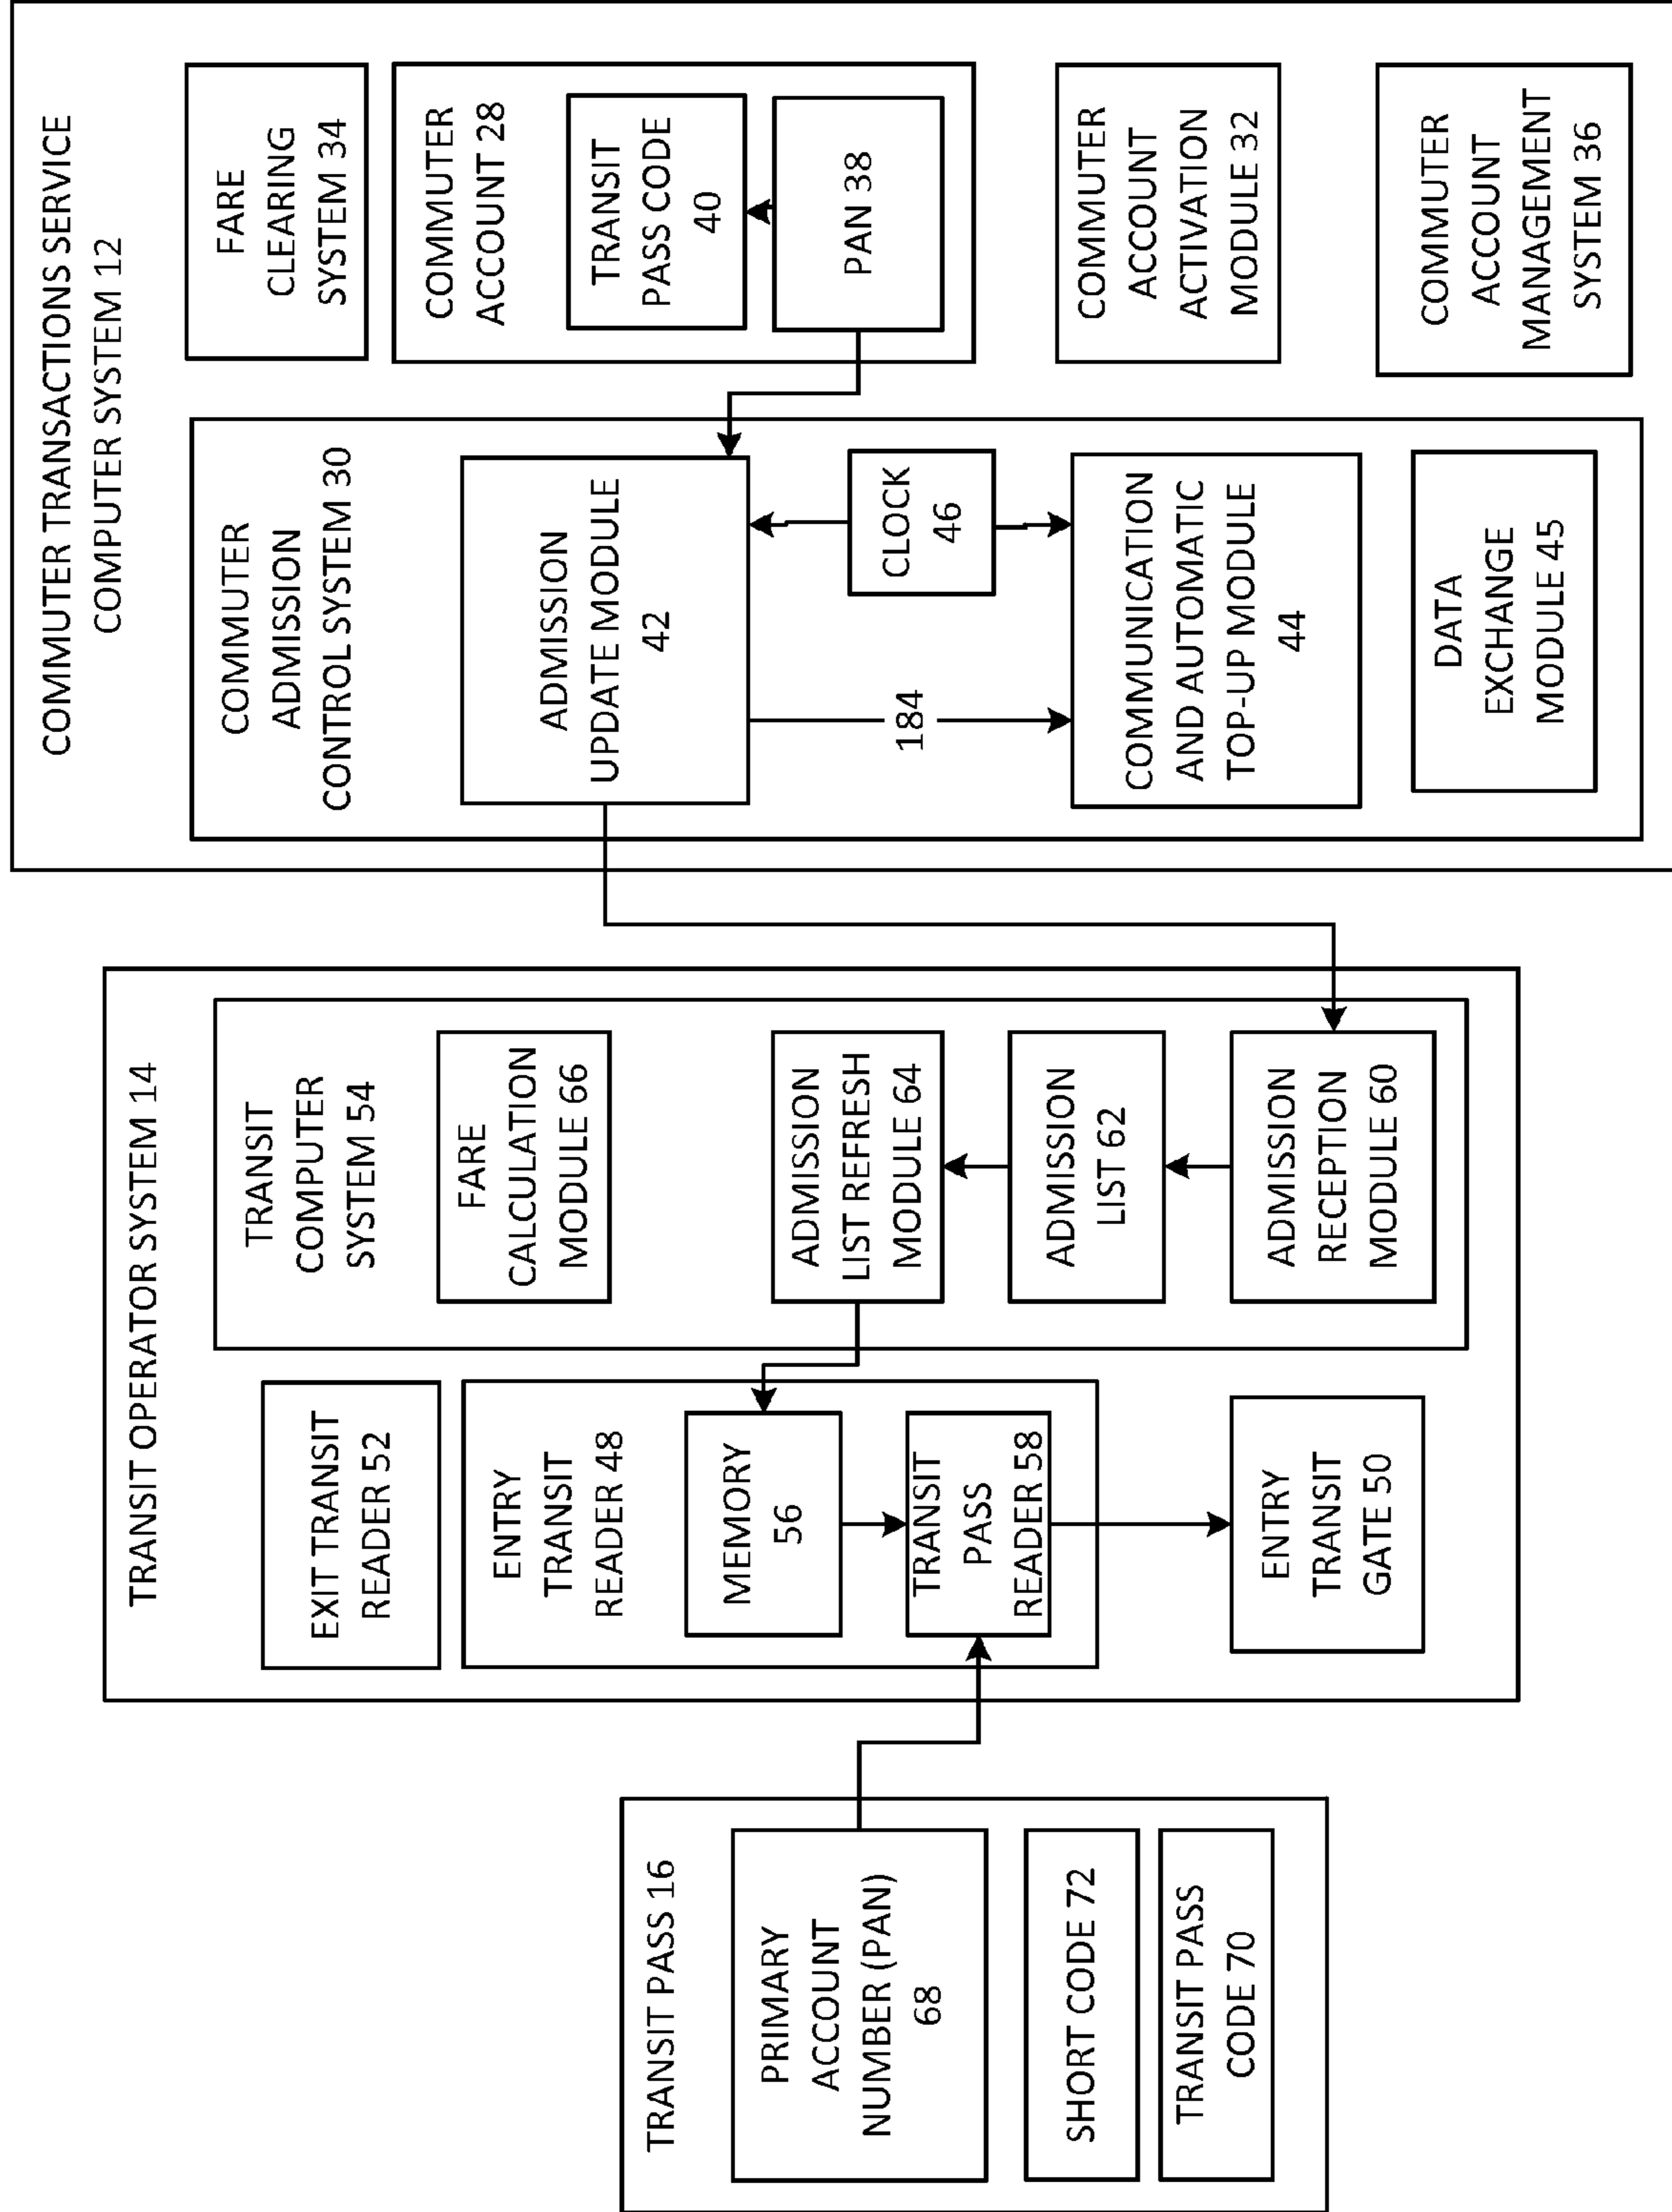 TRANSIT PASS 16
PRIMARY
ACCOUNT
NUMBER (PAN)
68
SHORT CODE 72
TRANSIT PASS
CODE 70
TRANSIT OPERATOR SYSTEM 14
EXIT TRANSIT
READER 52
ENTRY
TRANSIT
READER 48
MEMORY
56
TRANSIT
PASS
READER 58
ENTRY
TRANSIT
GATE 50
TRANSIT
COMPUTER
SYSTEM 54
FARE
CALCULATION
MODULE 66
ADMISSION
LIST REFRESH
MODULE 64
ADMISSION
LIST 62
ADMISSION
RECEPTION
MODULE 60
COMMUTER TRANSACTIONS SERVICE
COMPUTER SYSTEM 12
COMMUTER
ADMISSION
CONTROL SYSTEM 30
ADMISSION
UPDATE MODULE
42
184
CLOCK
46
COMMUNICATION
AND AUTOMATIC
TOP-UP MODULE
44
DATA
EXCHANGE
MODULE 45
FARE
CLEARING
SYSTEM 34
COMMUTER
ACCOUNT 28
TRANSIT
PASS CODE
40
PAN 38
COMMUTER
ACCOUNT
ACTIVATION
MODULE 32
COMMUTER
ACCOUNT
MANAGEMENT
SYSTEM 36